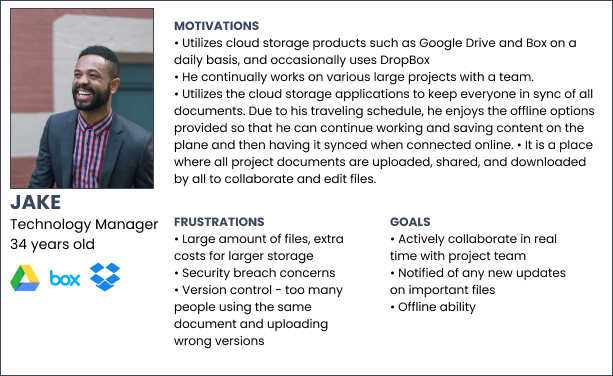 MOTIVATIONS
• Utilizes cloud storage products such as Google Drive and Box on a
daily basis, and occasionally uses DropBox
• He continually works on various large projects with a team.
• Utilizes the cloud storage applications to keep everyone in sync of all
documents. Due to his traveling schedule, he enjoys the offline options
provided so that he can continue working and saving content on the
plane and then having it synced when connected online. • It is a place
where all project documents are uploaded, shared, and downloaded
by all to collaborate and edit files.
JAKE
Technology Manager
34 years old
box
FRUSTRATIONS
• Large amount of files, extra
costs for larger storage
• Security breach concerns
• Version control - too many
people using the same
document and uploading
wrong versions
GOALS
• Actively collaborate in real
time with project team
• Notified of any new updates
on important files
• Offline ability